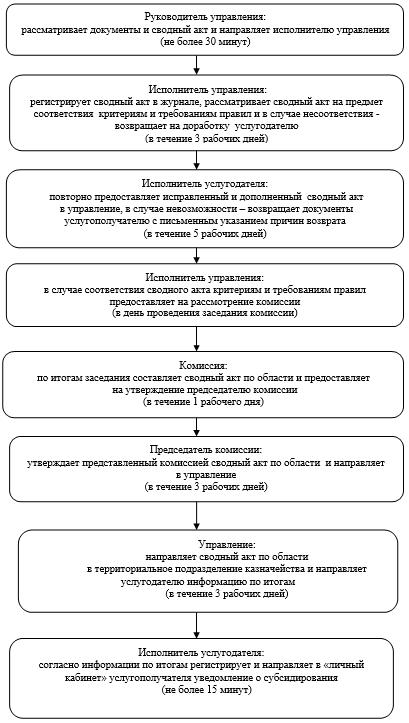 Руководитель управления:
рассматривает документы и сводный акт и направляет исполнителю управления
(не более 30 минут)
Исполнитель управления:
регистрирует сводный акт в журнале, рассматривает сводный акт на предмет
соответствия критериям и требованиям правил и в случае несоответствия -
возвращает на доработку услугодателю
(в течение 3 рабочих дней)
Исполнитель услугодателя:
повторно предоставляет исправленный и дополненный сводный акт
в управление, в случае невозможности – возвращает документы
услугополучателю с письменным указанием причин возврата
(в течение 5 рабочих дней)
Исполнитель управления:
в случае соответствия сводного акта критериям и требованиям правил
предоставляет на рассмотрение комиссии
(в день проведения заседания комиссии)
Комиссия:
по итогам заседания составляет сводный акт по области и предоставляет
на утверждение председателю комиссии
(в течение 1 рабочего дня)
Председатель комиссии:
утверждает представленный комиссией сводный акт по области и направляет
в управление
(в течение 3 рабочих дней)
Управление:
направляет сводный акт по области
в территориальное подразделение казначейства и направляет
услугодателю информацию по итогам
(в течение 3 рабочих дней)
Исполнитель услугодателя:
согласно информации по итогам регистрирует и направляет в «личный
кабинет» услугополучателя уведомление о субсидировании
(не более 15 минут)